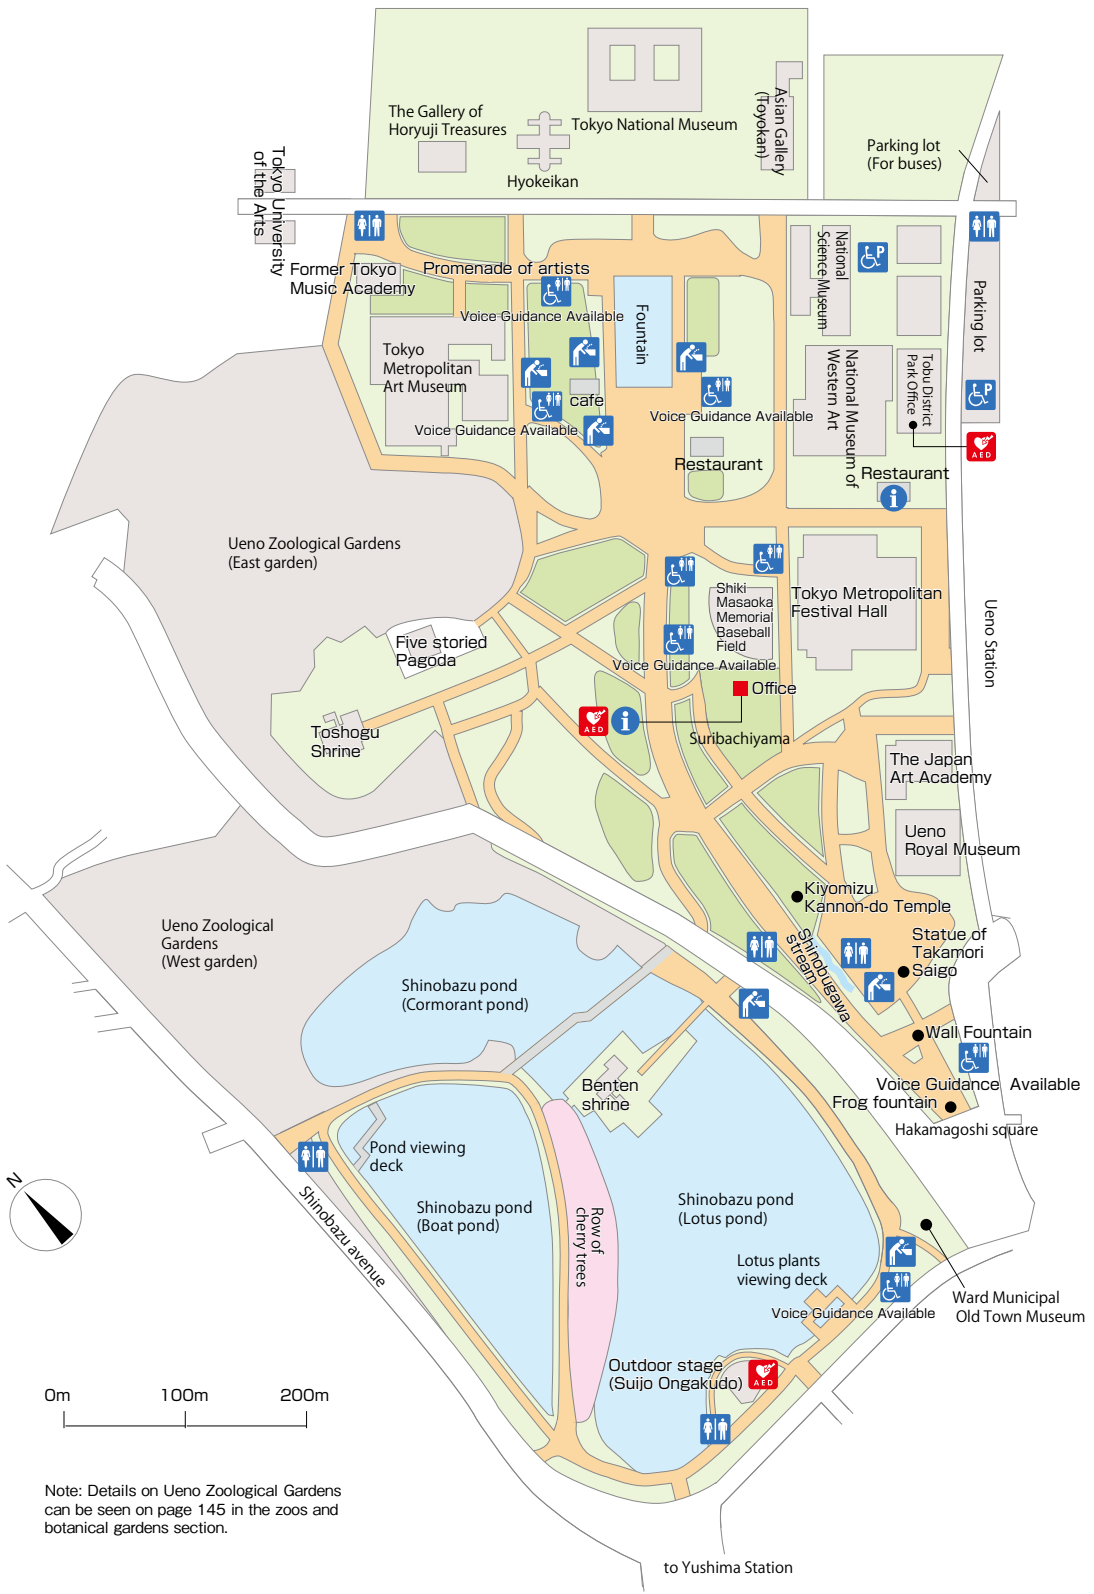 The Gallery of
Horyuji Treasures
Hyokeikan
Tokyo National Museum
Asian Gallery
(Toyokan)
Parking lot
(For buses)
Tokyo University
of the Arts
Former Tokyo
Music Academy
Promenade of artists
Voice Guidance Available
Fountain
National
Science Museum
P
Parking lot
Tokyo
Metropolitan
Art Museum
cafe
Voice Guidance Available
Voice Guidance Available
National Museum of
Western Art
Tobu District
Park Office
P
AED
Restaurant
Restaurant
i
Ueno Zoological Gardens
(East garden)
Shiki
Masaoka
Memorial
Baseball
Field
Tokyo Metropolitan
Festival Hall
Ueno Station
Five storied
Pagoda
Voice Guidance Available
Office
AED
i
Suribachiyama
Toshogu
Shrine
The Japan
Art Academy
Ueno
Royal Museum
Kiyomizu
Kannon-do Temple
Ueno Zoological
Gardens
(West garden)
Shinobugawa
stream
Statue of
Takamori
Saigo
Shinobazu pond
(Cormorant pond)
Wall Fountain
Benten
shrine
Voice Guidance Available
Frog fountain
Hakamagoshi square
Pond viewing
deck
N
Shinobazu pond
(Boat pond)
Shinobazu avenue
Row of
cherry trees
Shinobazu pond
(Lotus pond)
Lotus plants
viewing deck
Voice Guidance Available
Ward Municipal
Old Town Museum
Outdoor stage
(Suijo Ongakudo)
AED
0m 100m 200m
Note: Details on Ueno Zoological Gardens
can be seen on page 145 in the zoos and
botanical gardens section.
to Yushima Station